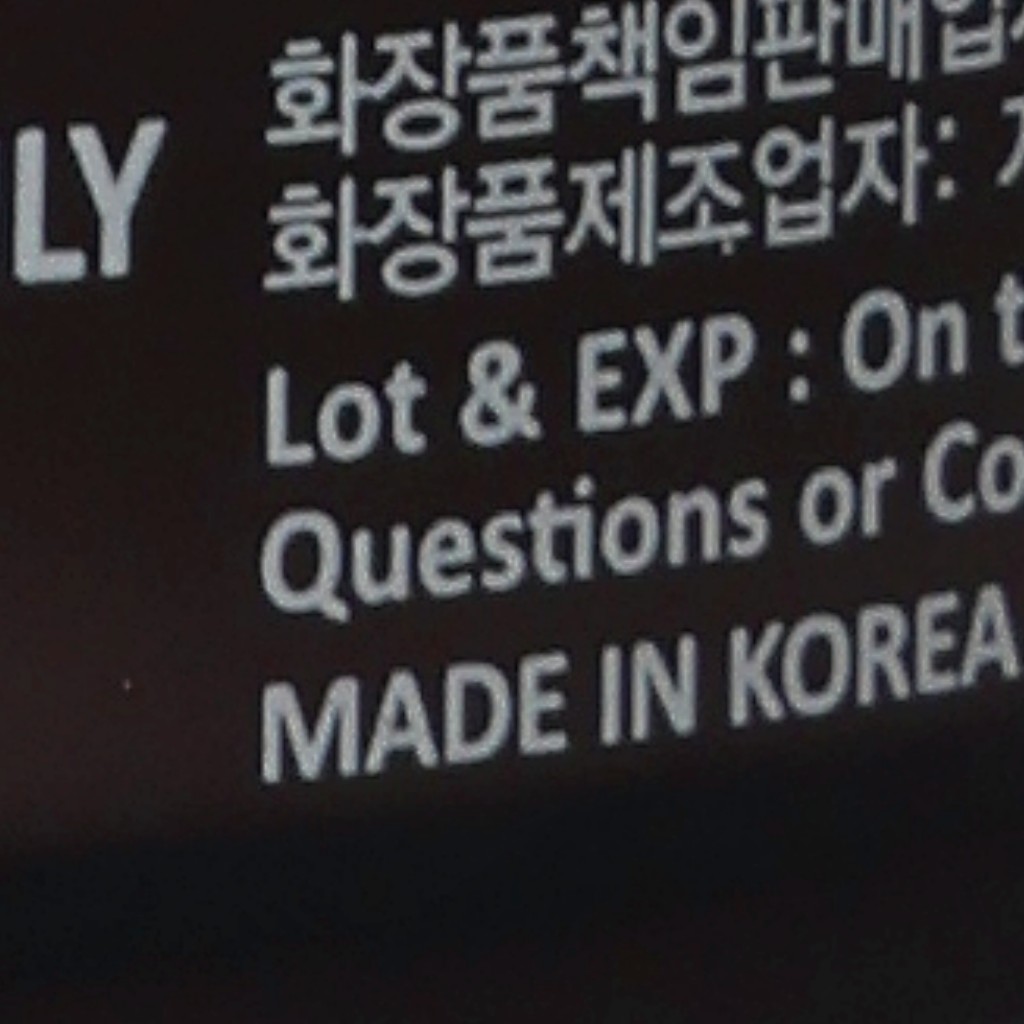 LY
화장품책임판매업
화장품제조업자:
Lot & EXP : On
Questions or
MADE IN KOREA